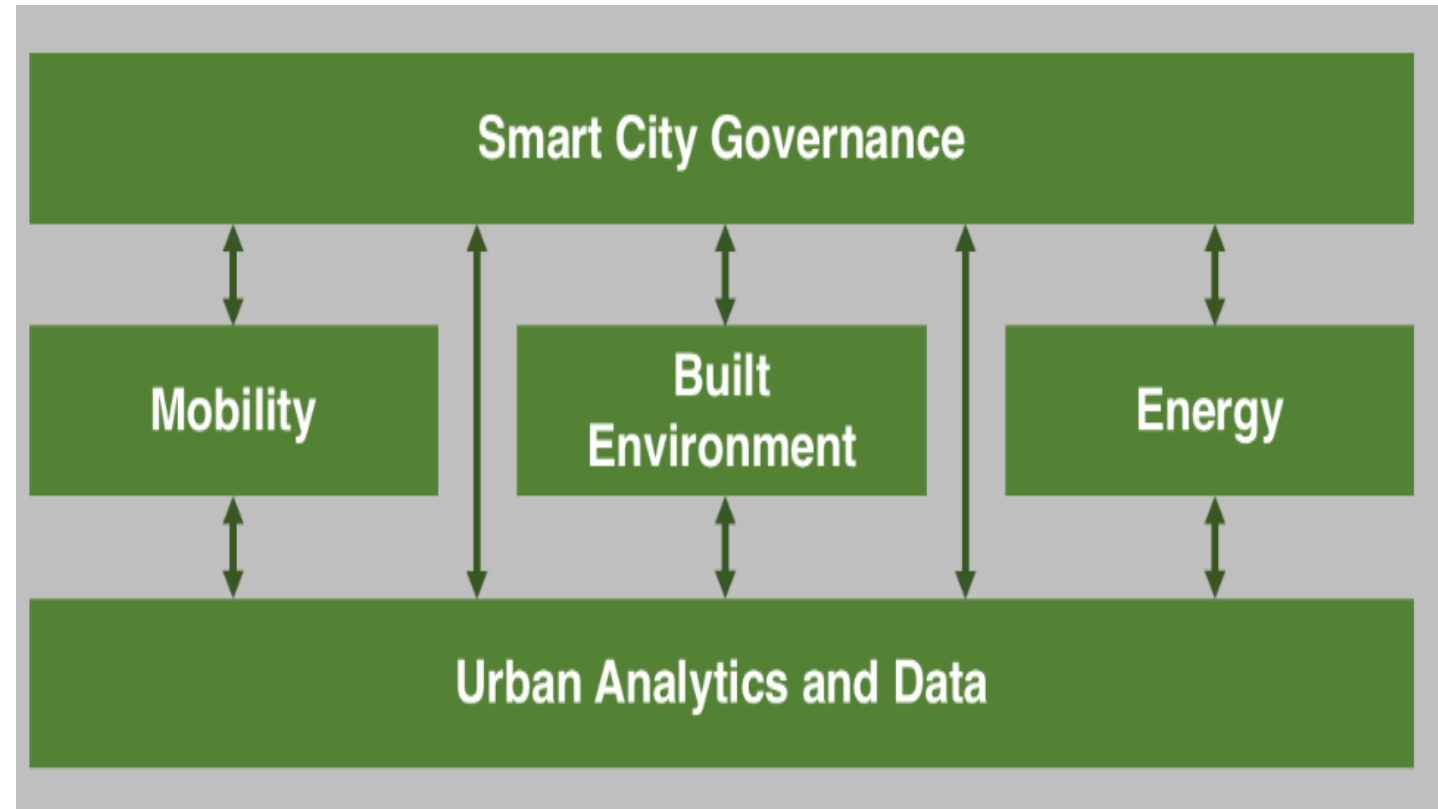 Smart City Governance
Mobility
Built
Environment
Energy
Urban Analytics and Data